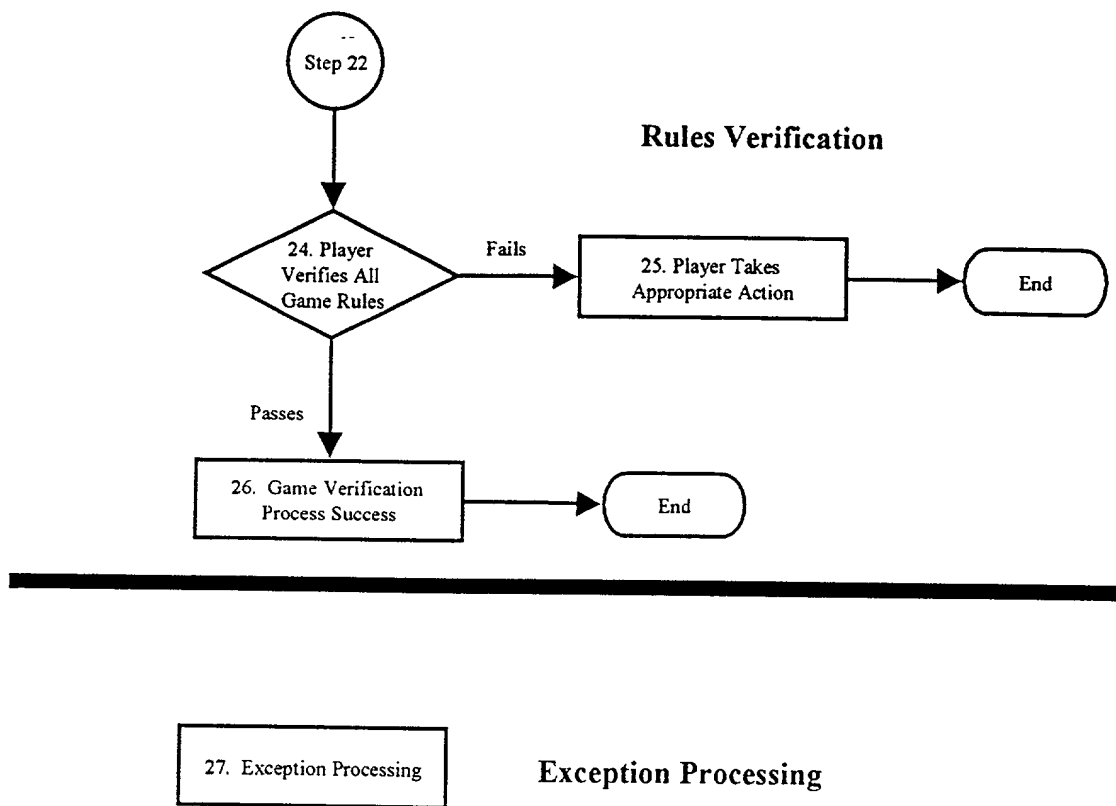 Step 22
Rules Verification
24. Player
Verifies All
Game Rules
Fails
25. Player Takes
Appropriate Action
End
Passes
26. Game Verification
Process Success
End
27. Exception Processing
Exception Processing